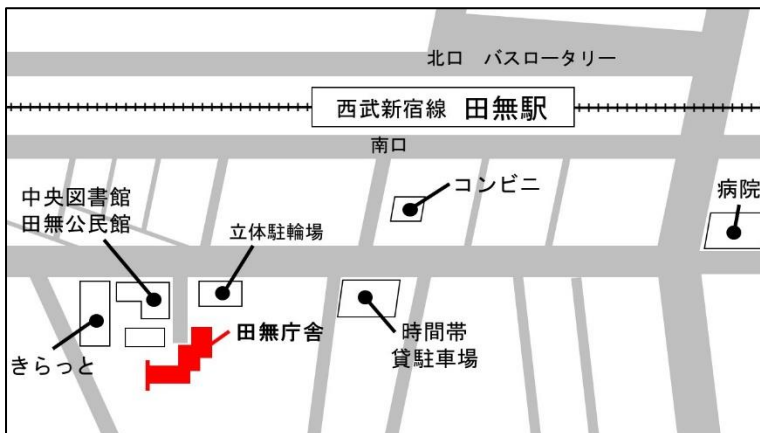 北口 バスロータリー
西武新宿線 田無駅
南口
コンビニ
病院
中央図書館
田無公民館
立体駐輪場
田無庁舎
時間帯
貸駐車場
きらっと